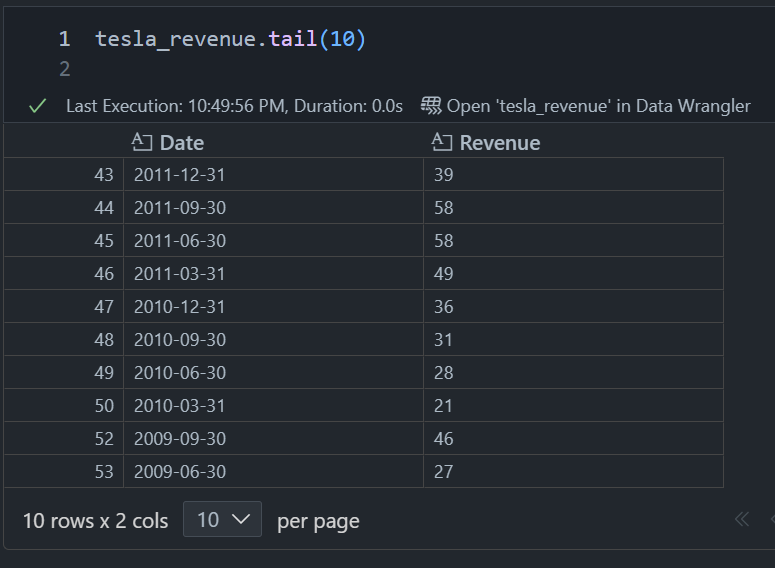 1 tesla_revenue.tail(10)
2
Last Execution: 10:49:56 PM, Duration: 0.0s Open 'tesla_revenue' in Data Wrangler
Date Revenue
43 2011-12-31 39
44 2011-09-30 58
45 2011-06-30 58
46 2011-03-31 49
47 2010-12-31 36
48 2010-09-30 31
49 2010-06-30 28
50 2010-03-31 21
52 2009-09-30 46
53 2009-06-30 27
10 rows x 2 cols 10 per page